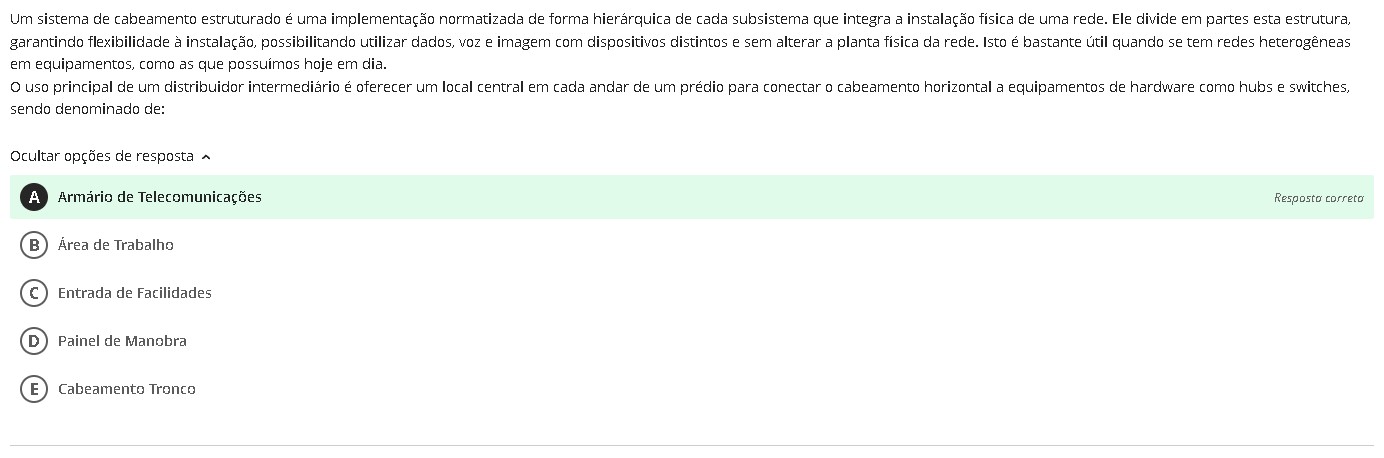 Um sistema de cabeamento estruturado é uma implementação normatizada de forma hierárquica de cada subsistema que integra a instalação física de uma rede. Ele divide em partes esta estrutura,
garantindo flexibilidade à instalação, possibilitando utilizar dados, voz e imagem com dispositivos distintos e sem alterar a planta física da rede. Isto é bastante útil quando se tem redes heterogêneas
em equipamentos, como as que possuímos hoje em dia.
O uso principal de um distribuidor intermediário é oferecer um local central em cada andar de um prédio para conectar o cabeamento horizontal a equipamentos de hardware como hubs e switches,
sendo denominado de:
Ocultar opções de resposta
A Armário de Telecomunicações Resposta correta
B Área de Trabalho
C Entrada de Facilidades
D Painel de Manobra
E Cabeamento Tronco